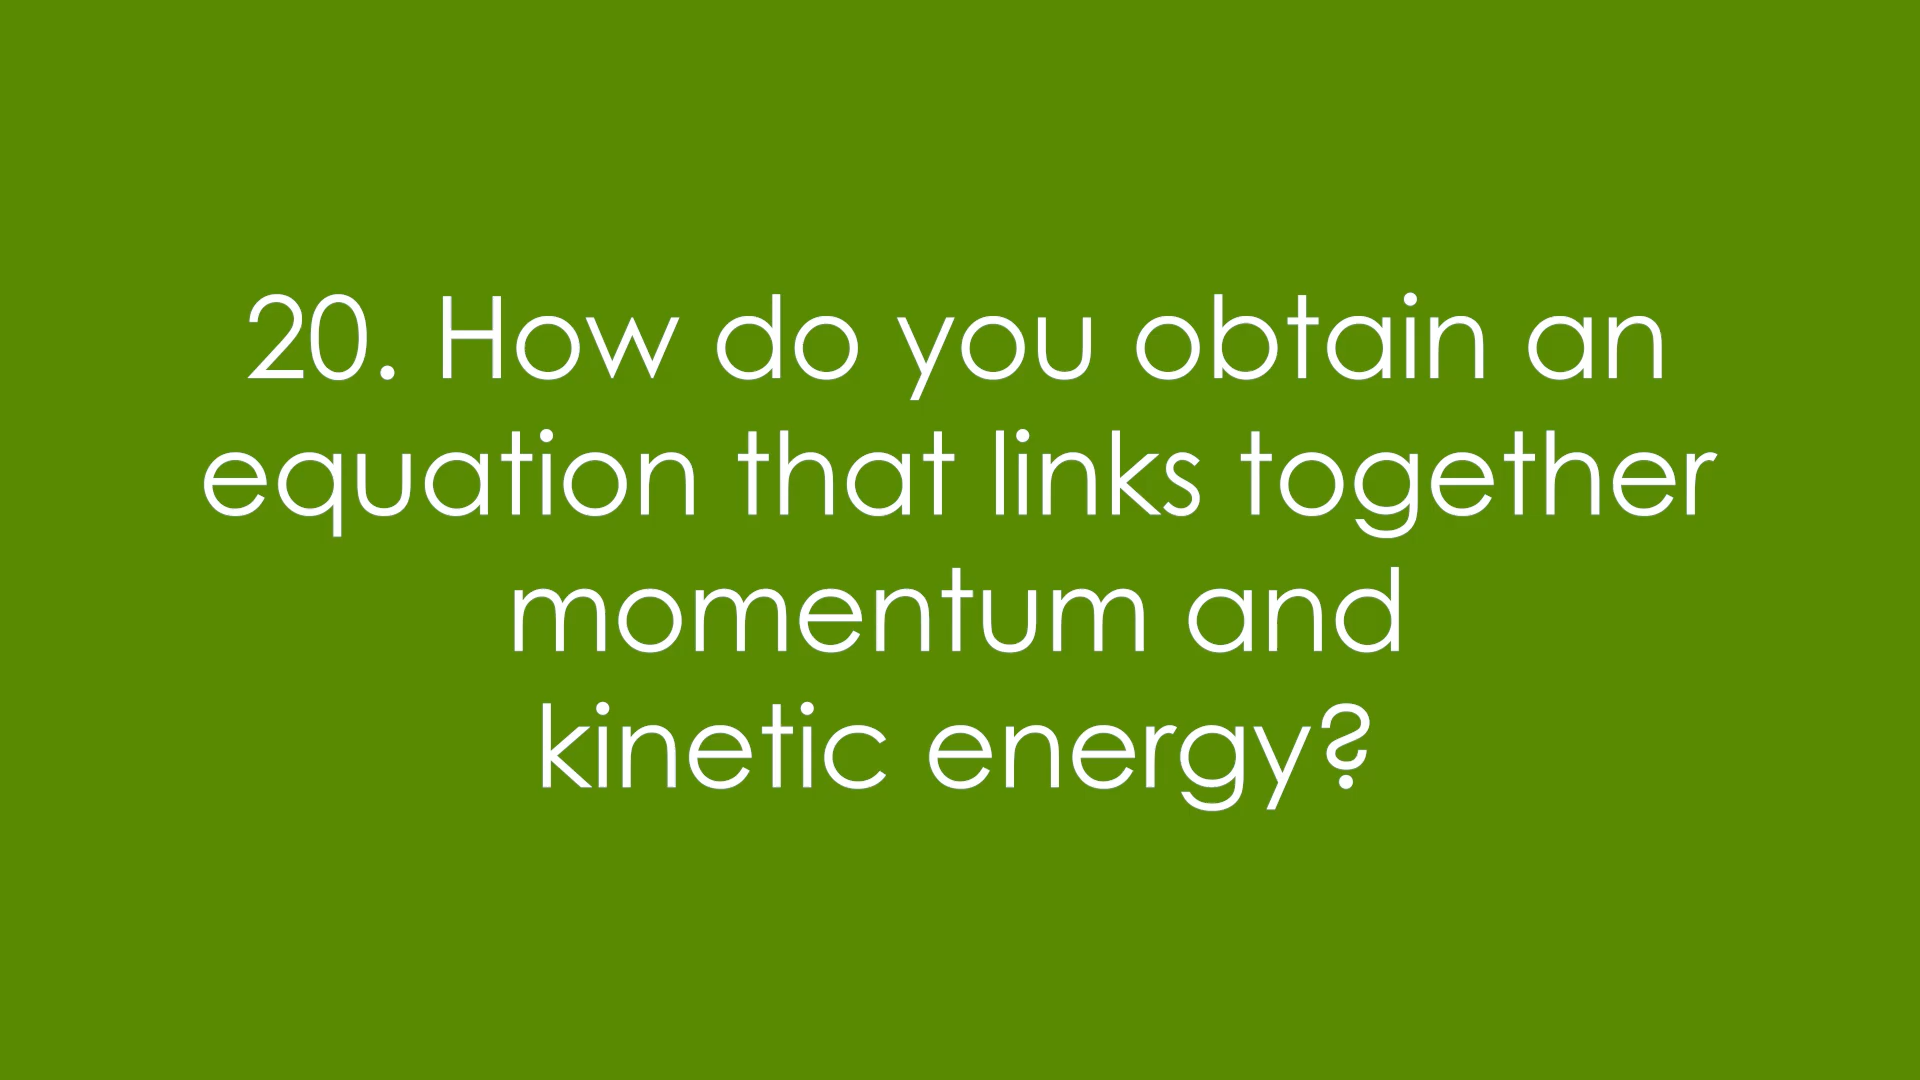 20. How do you obtain an
equation that links together
momentum and
kinetic energy?